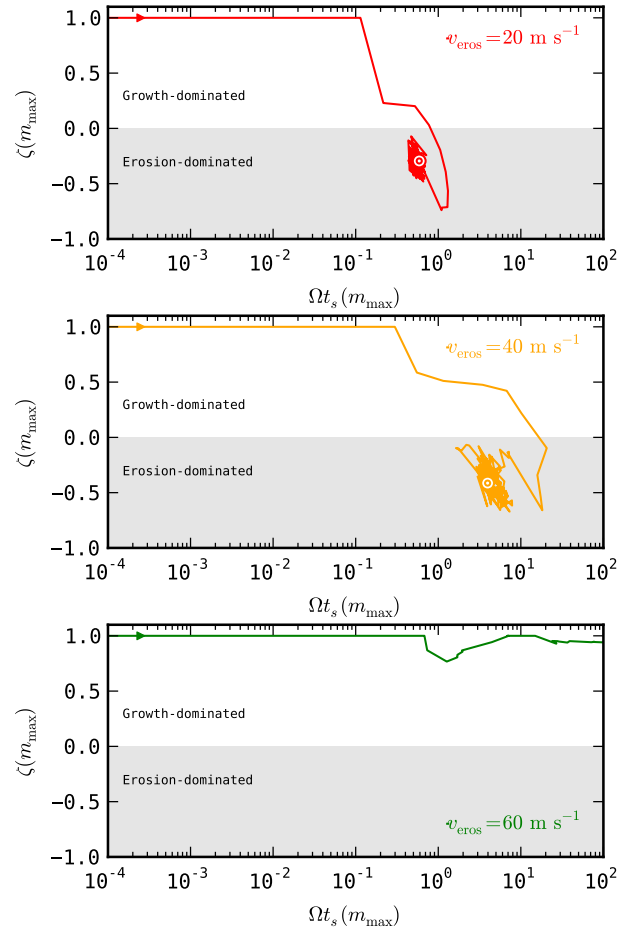 1.0
0.5
0.0
−0.5
−1.0
ζ(m_max)
v_eros = 20 m s⁻¹
Growth-dominated
Erosion-dominated
10⁻⁴ 10⁻³ 10⁻² 10⁻¹ 10⁰ 10¹ 10²
Ωt_s(m_max)
1.0
0.5
0.0
−0.5
−1.0
ζ(m_max)
v_eros = 40 m s⁻¹
Growth-dominated
Erosion-dominated
10⁻⁴ 10⁻³ 10⁻² 10⁻¹ 10⁰ 10¹ 10²
Ωt_s(m_max)
1.0
0.5
0.0
−0.5
−1.0
ζ(m_max)
Growth-dominated
Erosion-dominated
v_eros = 60 m s⁻¹
10⁻⁴ 10⁻³ 10⁻² 10⁻¹ 10⁰ 10¹ 10²
Ωt_s(m_max)